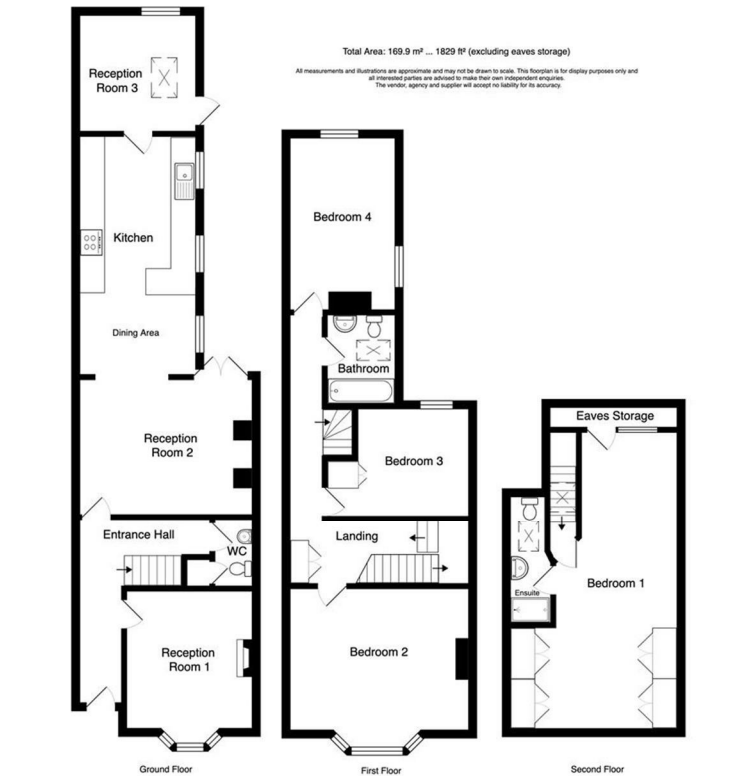 Total Area: 169.9 m² ... 1829 ft² (excluding eaves storage)
All measurements and illustrations are approximate and may not be drawn to scale. This floorplan is for display purposes only and
all interested parties are advised to make their own independent enquiries.
The vendor, agency and supplier will accept no liability for its accuracy.
Reception
Room 3
Kitchen
Dining Area
Reception
Room 2
Entrance Hall
WC
Reception
Room 1
Ground Floor
Bedroom 4
Bathroom
Bedroom 3
Landing
Bedroom 2
First Floor
Eaves Storage
Bedroom 1
Ensuite
Second Floor